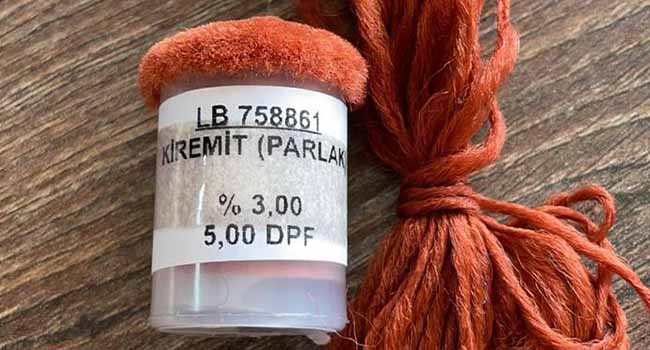 LB 758861
KİREMİT (PARLAK)
% 3,00
5,00 DPF